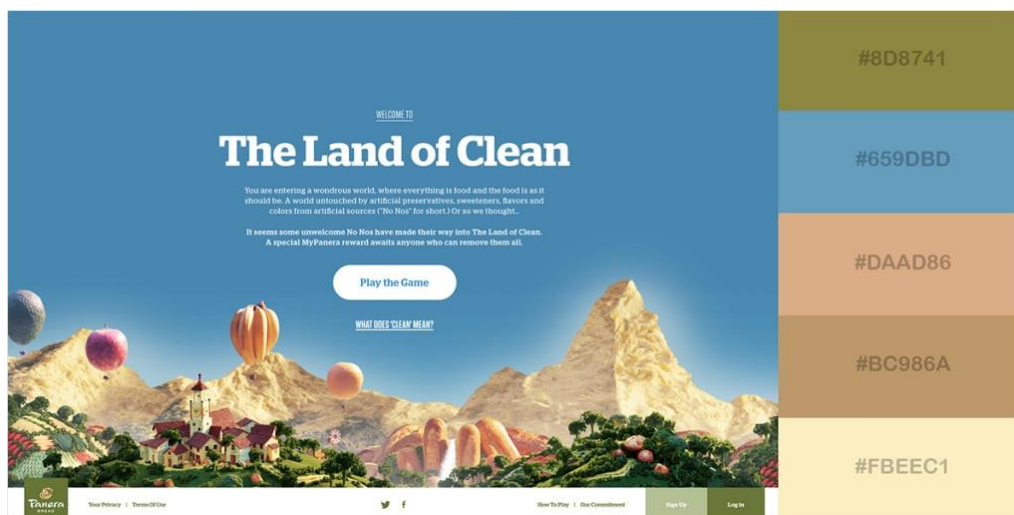 WELCOME TO
The Land of Clean
You are entering a wondrous world, where everything is food and the food is as it
should be. A world untouched by artificial preservatives, sweeteners, flavors and
colors from artificial sources ("No Nos" for short.) Or so we thought...
It seems some unwelcome No Nos have made their way into The Land of Clean.
A special MyPanera reward awaits anyone who can remove them all.
Play the Game
WHAT DOES 'CLEAN' MEAN?
Panera
BREAD
Your Privacy | Terms Of Use
How To Play | Our Commitment
Sign Up
Log in
#8D8741
#659DBD
#DAAD86
#BC986A
#FBEEC1